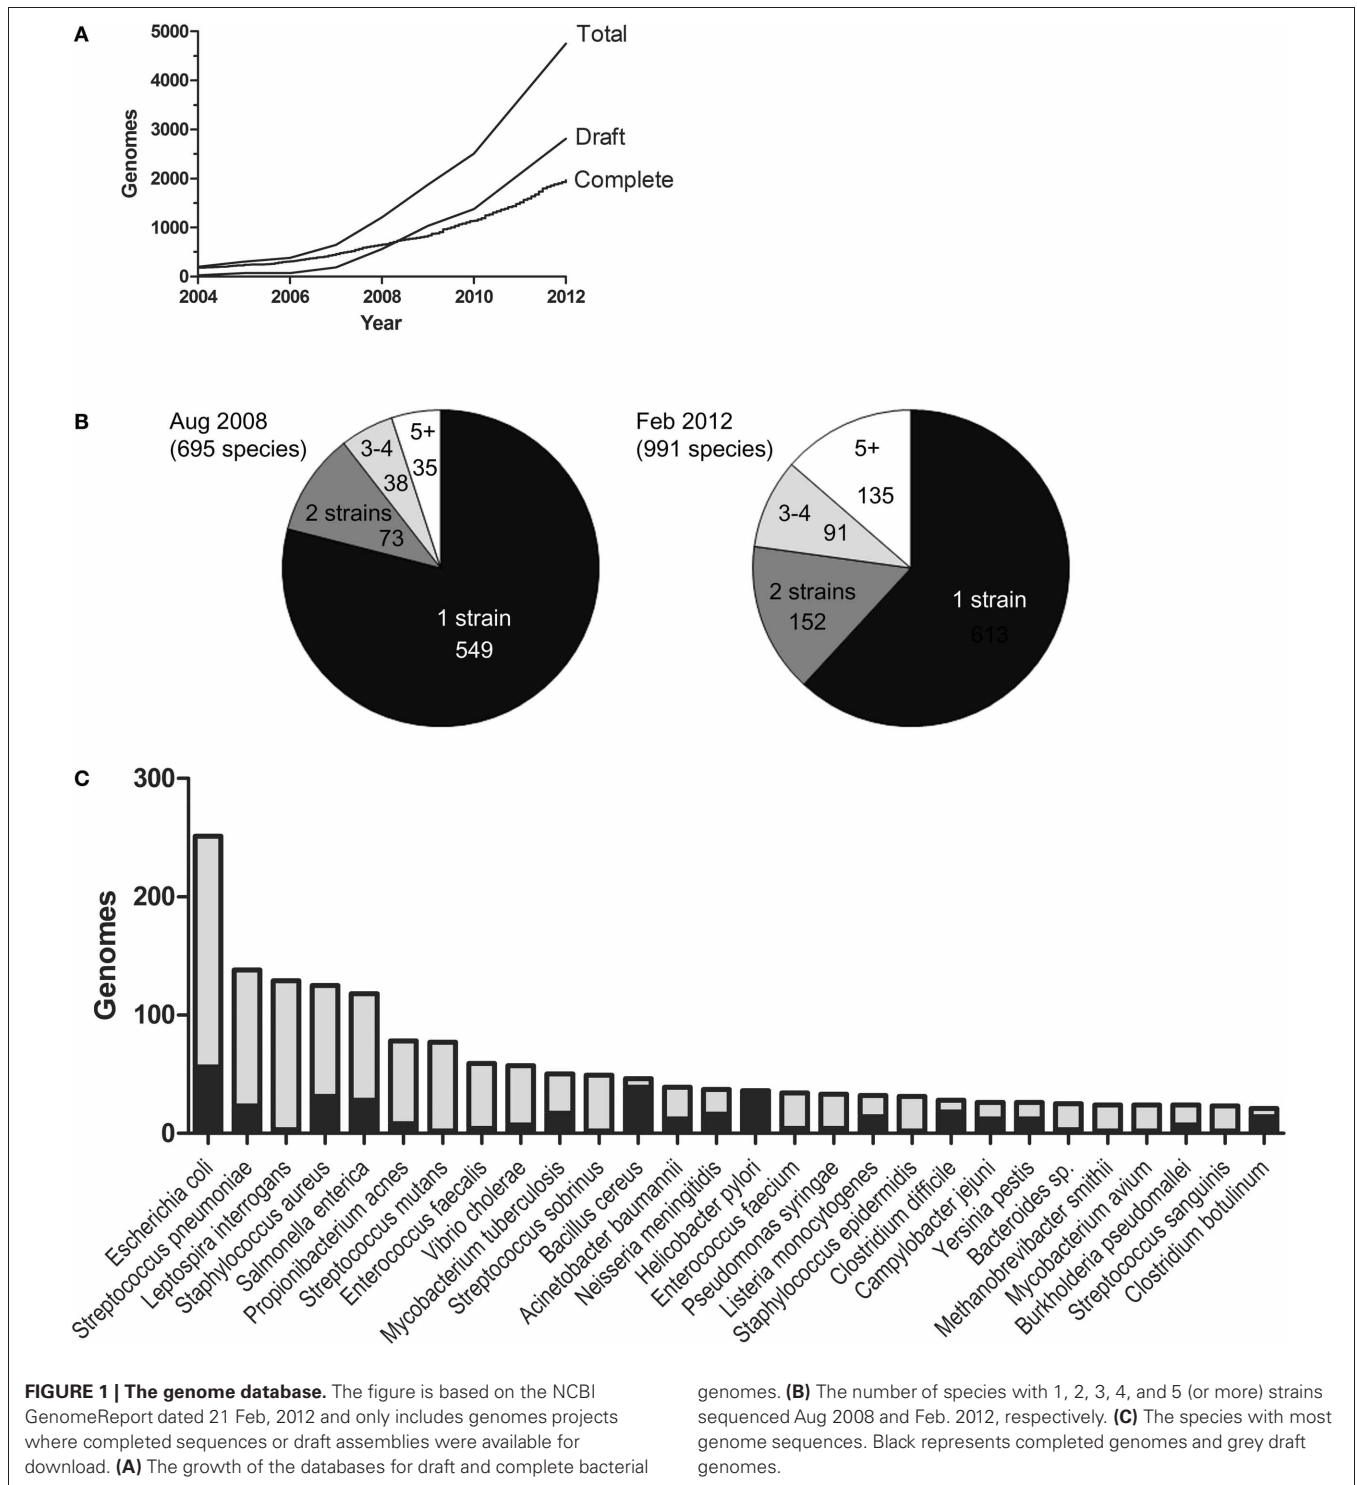 A
5000
4000
3000
2000
1000
0
Genomes
Total
Draft
Complete
2004 2006 2008 2010 2012
Year
B
Aug 2008
(695 species)
5+
35
3-4
38
2 strains
73
1 strain
549
Feb 2012
(991 species)
5+
135
3-4
91
2 strains
152
1 strain
613
C
300
200
100
0
Genomes
Escherichia coli
Streptococcus pneumoniae
Leptospira interrogans
Staphylococcus aureus
Salmonella enterica
Propionibacterium acnes
Streptococcus mutans
Enterococcus faecalis
Vibrio cholerae
Mycobacterium tuberculosis
Streptococcus sobrinus
Bacillus cereus
Acinetobacter baumannii
Neisseria meningitidis
Helicobacter pylori
Enterococcus faecium
Pseudomonas syringae
Listeria monocytogenes
Staphylococcus epidermidis
Clostridium difficile
Campylobacter jejuni
Yersinia pestis
Bacteroides sp.
Methanobrevibacter smithii
Mycobacterium avium
Burkholderia pseudomallei
Streptococcus sanguinis
Clostridium botulinum
FIGURE 1 | The genome database. The figure is based on the NCBI
GenomeReport dated 21 Feb, 2012 and only includes genomes projects
where completed sequences or draft assemblies were available for
download. (A) The growth of the databases for draft and complete bacterial
genomes. (B) The number of species with 1, 2, 3, 4, and 5 (or more) strains
sequenced Aug 2008 and Feb. 2012, respectively. (C) The species with most
genome sequences. Black represents completed genomes and grey draft
genomes.